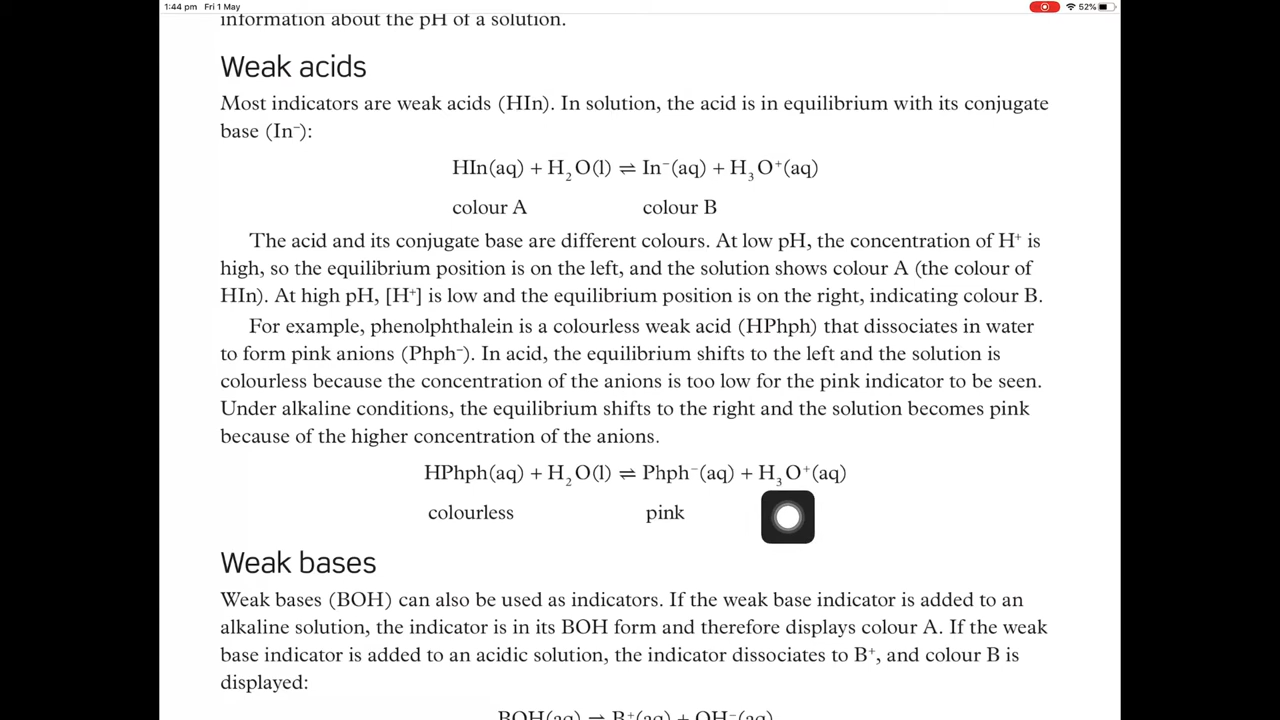 1:44 pm Fri 1 May 52%
information about the pH of a solution.
Weak acids
Most indicators are weak acids (HIn). In solution, the acid is in equilibrium with its conjugate
base (In⁻):
HIn(aq) + H₂O(l) ⇌ In⁻(aq) + H₃O⁺(aq)
colour A colour B
The acid and its conjugate base are different colours. At low pH, the concentration of H⁺ is
high, so the equilibrium position is on the left, and the solution shows colour A (the colour of
HIn). At high pH, [H⁺] is low and the equilibrium position is on the right, indicating colour B.
For example, phenolphthalein is a colourless weak acid (HPhph) that dissociates in water
to form pink anions (Phph⁻). In acid, the equilibrium shifts to the left and the solution is
colourless because the concentration of the anions is too low for the pink indicator to be seen.
Under alkaline conditions, the equilibrium shifts to the right and the solution becomes pink
because of the higher concentration of the anions.
HPhph(aq) + H₂O(l) ⇌ Phph⁻(aq) + H₃O⁺(aq)
colourless pink
Weak bases
Weak bases (BOH) can also be used as indicators. If the weak base indicator is added to an
alkaline solution, the indicator is in its BOH form and therefore displays colour A. If the weak
base indicator is added to an acidic solution, the indicator dissociates to B⁺, and colour B is
displayed:
BOH(aq) ⇌ B⁺(aq) + OH⁻(aq)